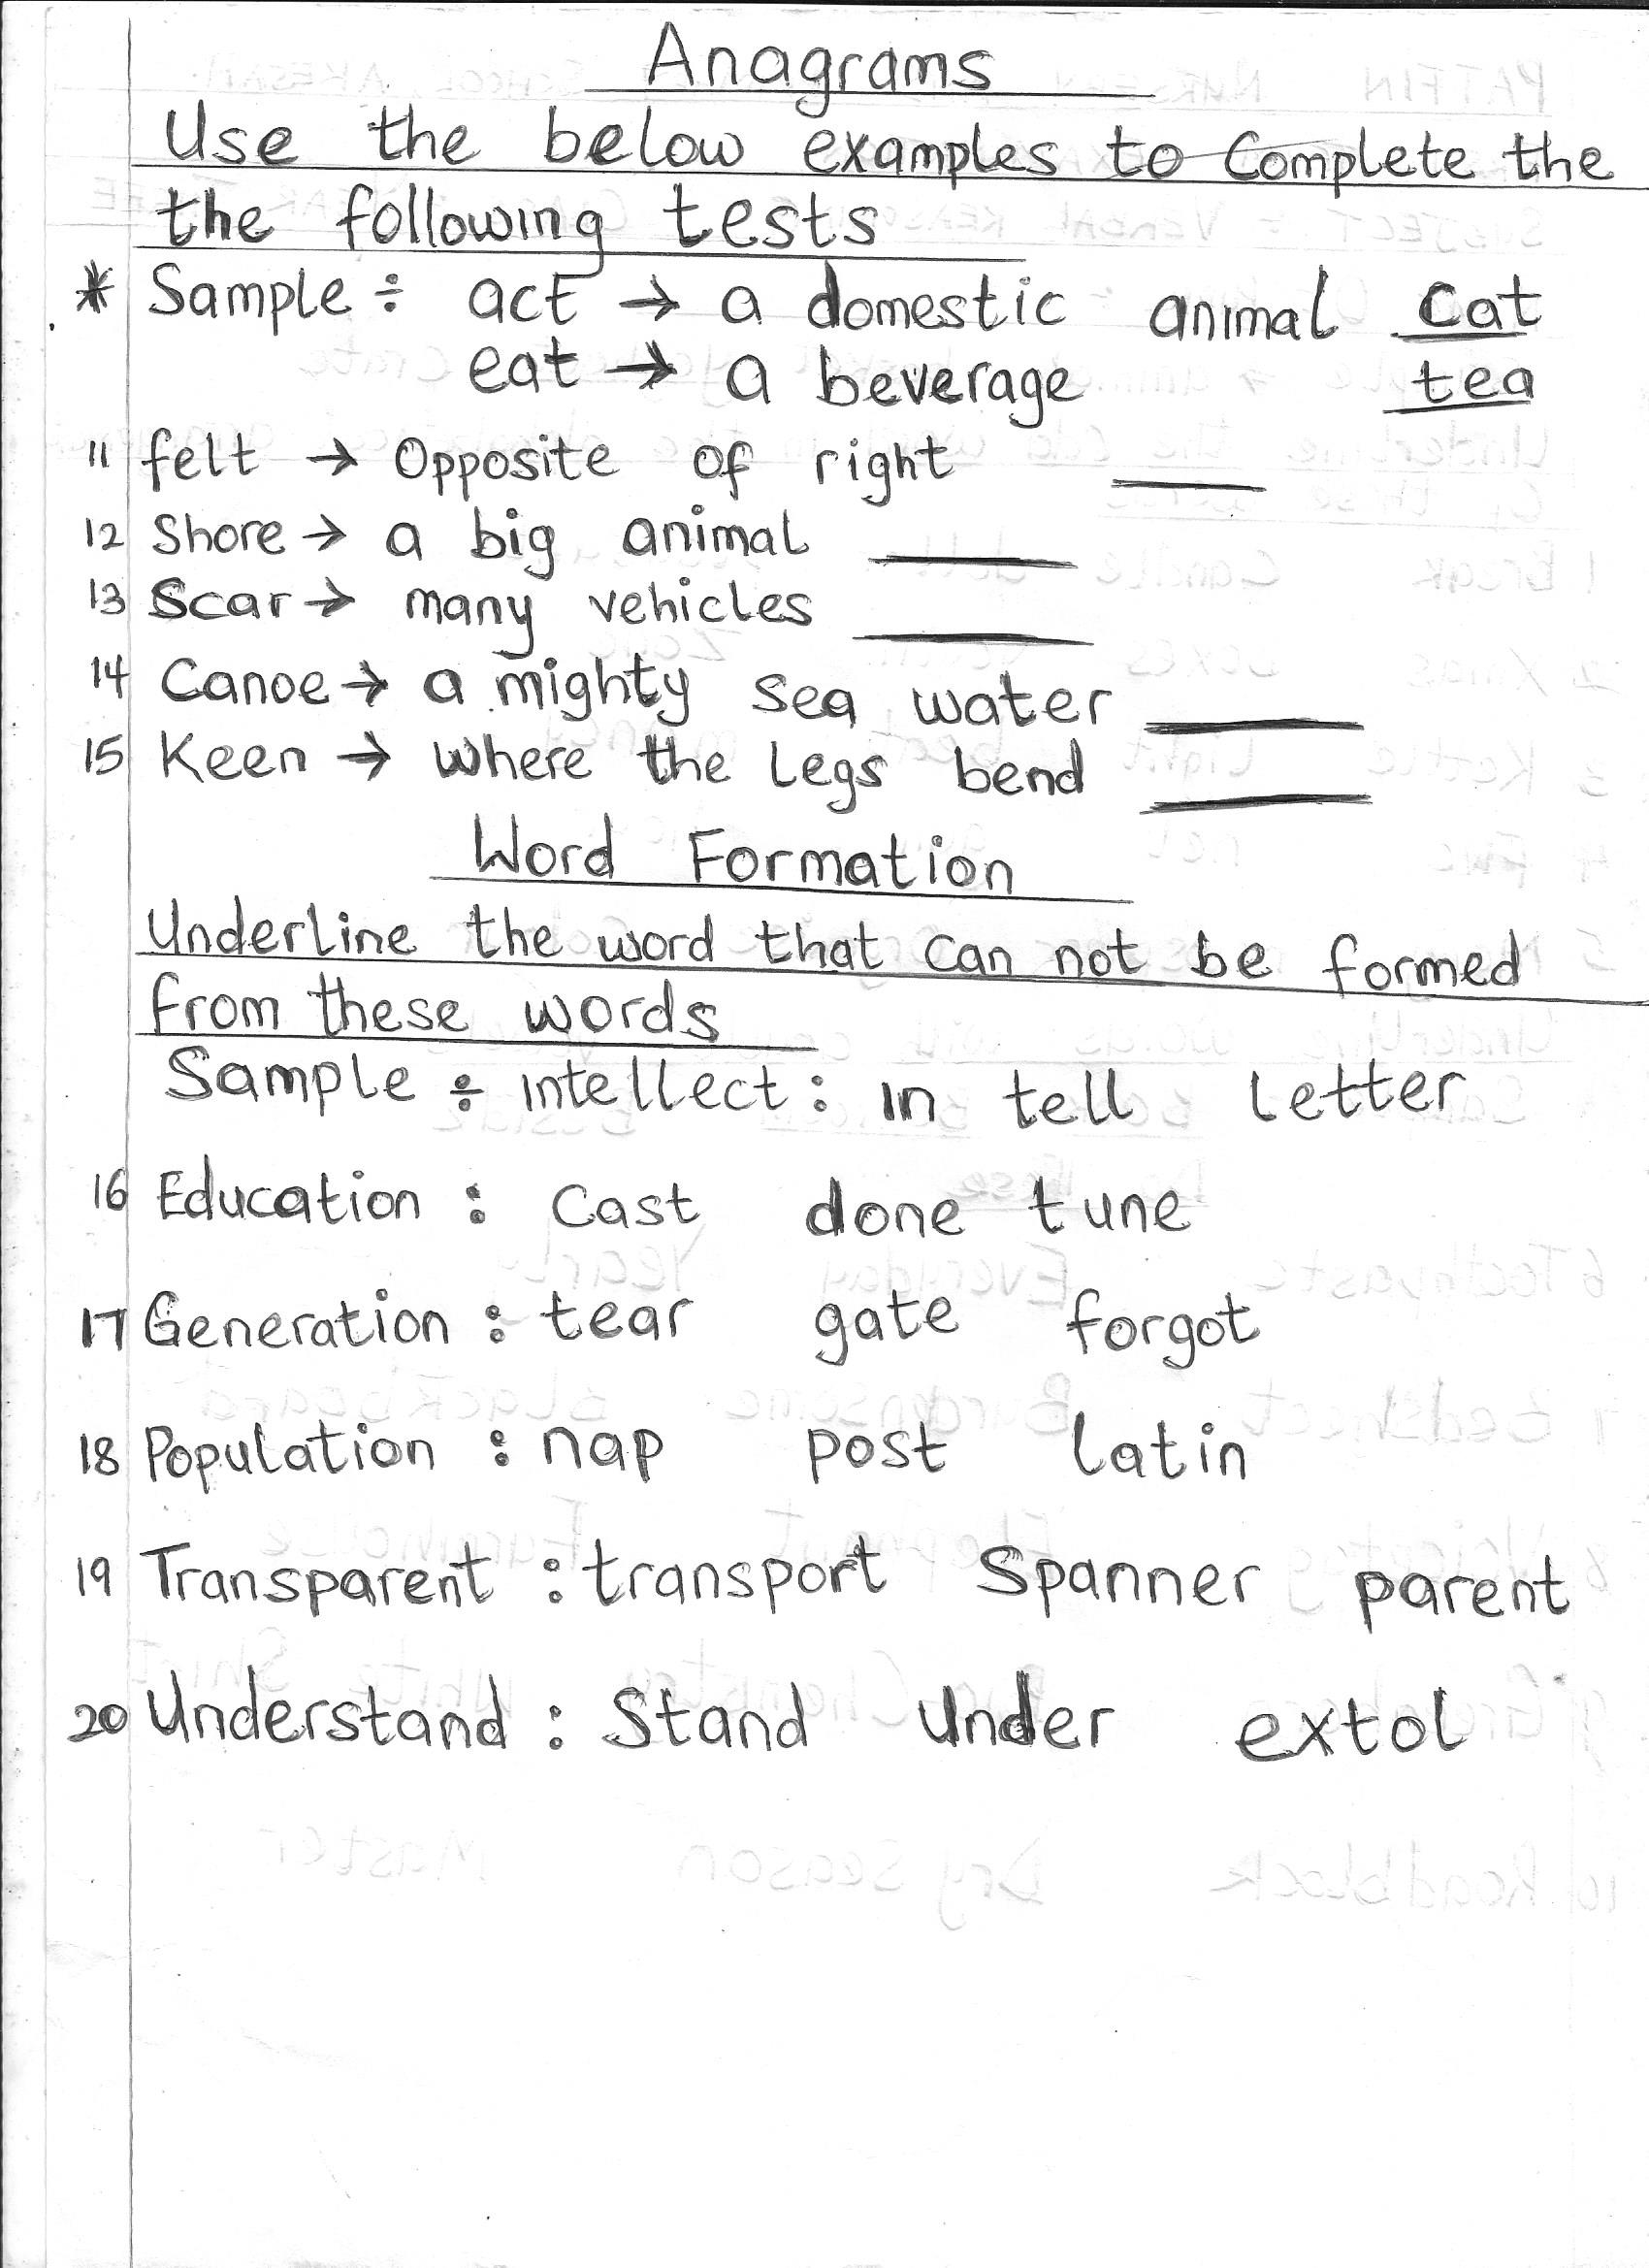 Anagrams
Use the below examples to Complete the
the following tests
* Sample ÷ act → a domestic animal cat
eat → a beverage tea
11 felt → Opposite of right ____
12 Shore → a big animal ____
13 Scar → many vehicles ____
14 Canoe → a mighty sea water ____
15 Keen → Where the Legs bend ____
Word Formation
Underline the word that can not be formed
from these words
Sample ÷ intellect : in tell letter
16 Education : Cast done tune
17 Generation : tear gate forgot
18 Population : nap post latin
19 Transparent : transport Spanner parent
20 Understand : Stand Under extol